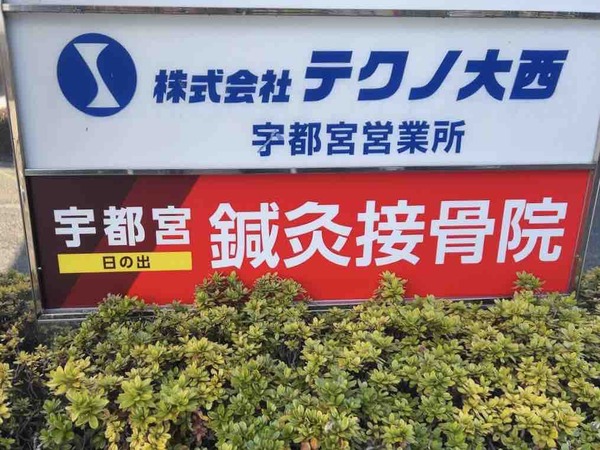 株式会社 テクノ大西
宇都宮営業所
宇都宮
日の出
鍼灸接骨院